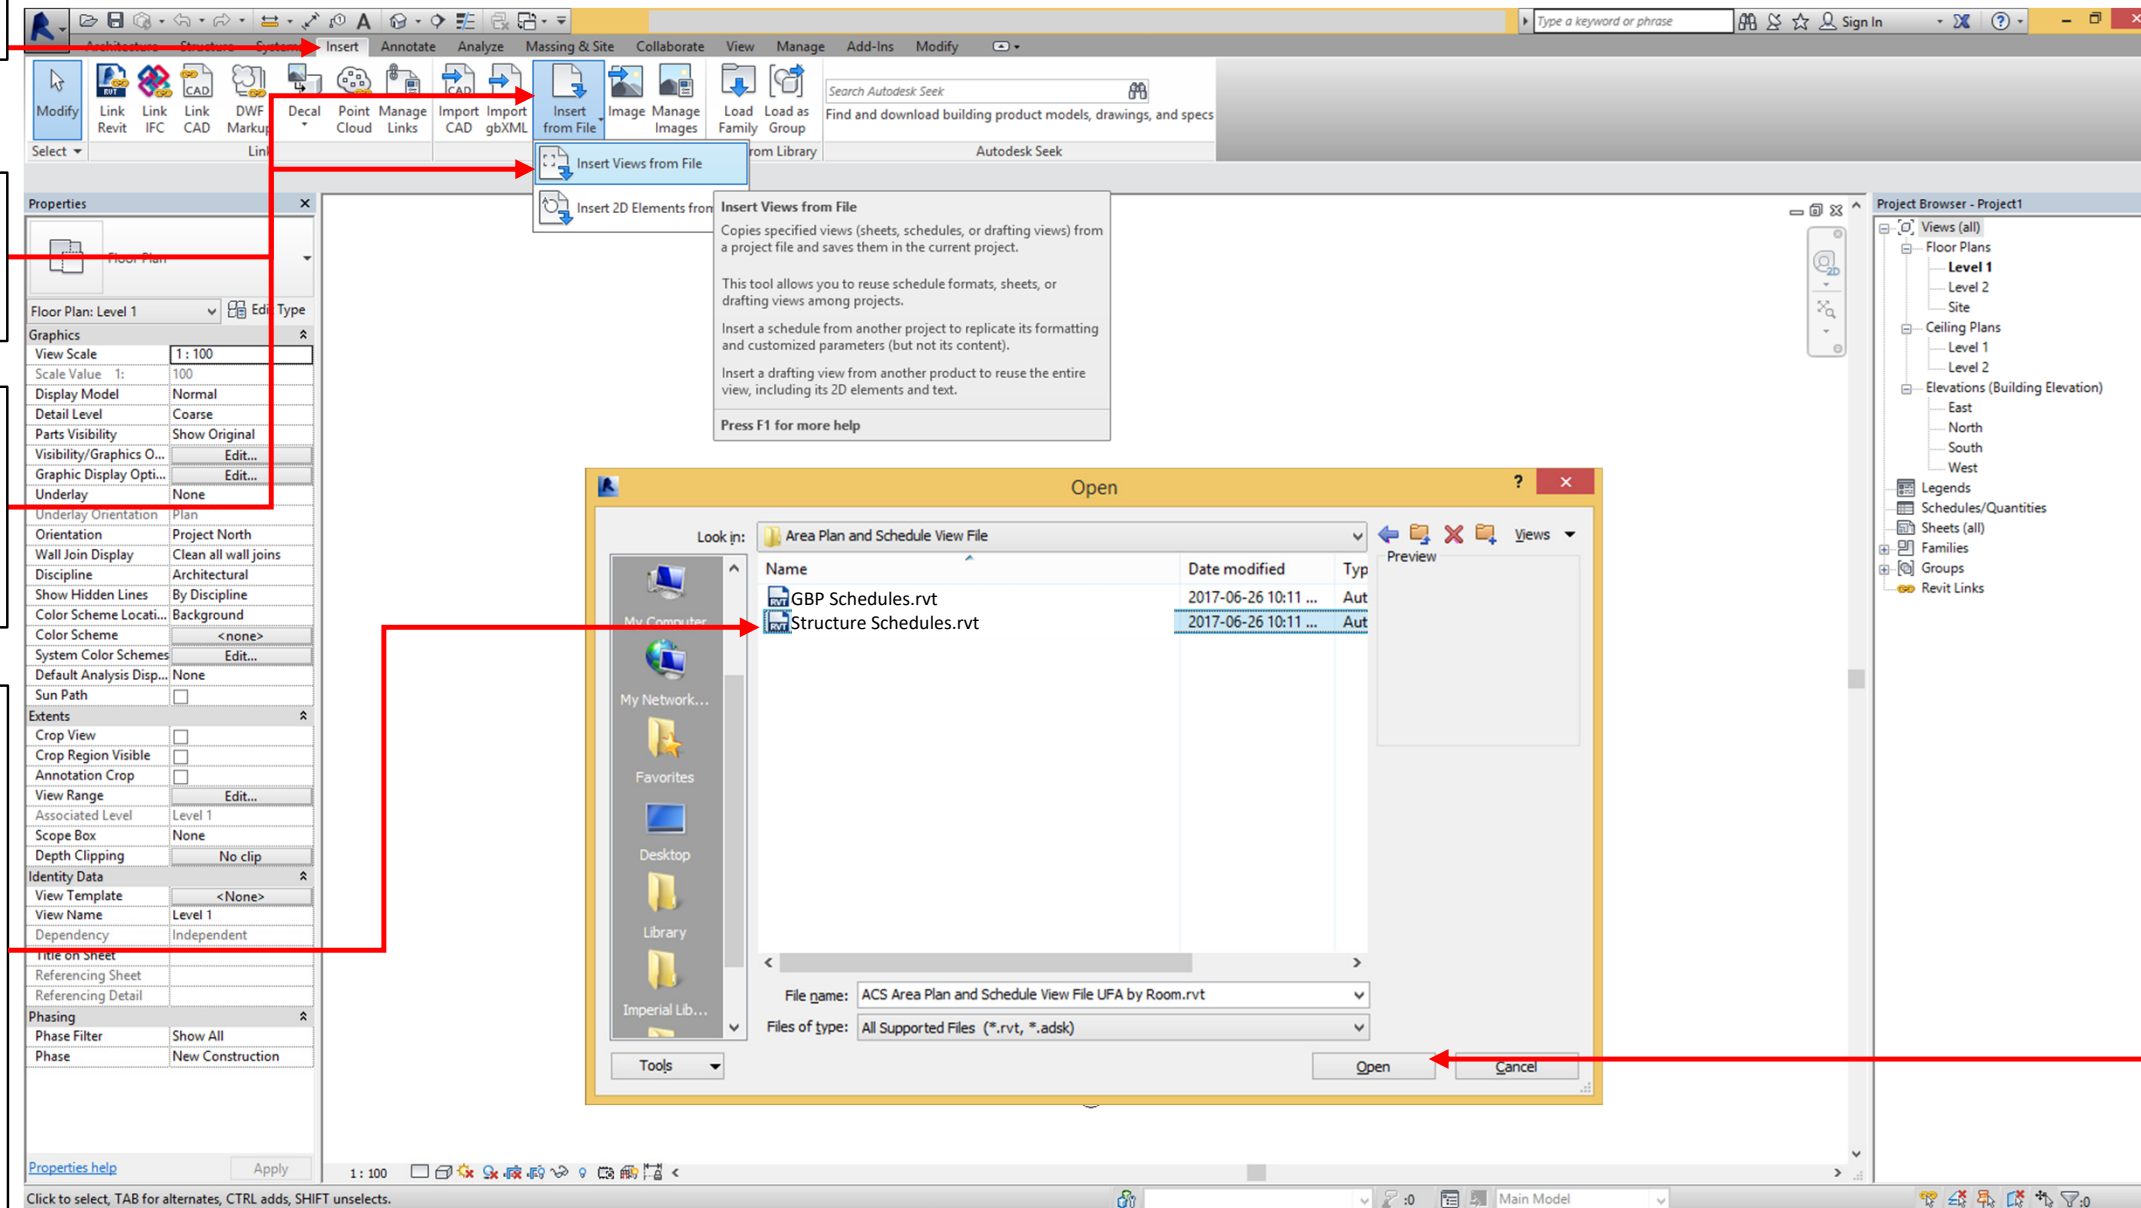 Type a keyword or phrase
Sign In
Architecture Structure Systems Insert Annotate Analyze Massing & Site Collaborate View Manage Add-Ins Modify
Modify
Link Revit
Link IFC
Link CAD
DWF Markup
Decal
Point Cloud
Manage Links
Import CAD
Import gbXML
Insert from File
Image
Manage Images
Load Family
Load as Group
Search Autodesk Seek
Find and download building product models, drawings, and specs
Select
Link
rom Library
Autodesk Seek
Insert Views from File
Insert 2D Elements from
Insert Views from File
Copies specified views (sheets, schedules, or drafting views) from
a project file and saves them in the current project.
This tool allows you to reuse schedule formats, sheets, or
drafting views among projects.
Insert a schedule from another project to replicate its formatting
and customized parameters (but not its content).
Insert a drafting view from another product to reuse the entire
view, including its 2D elements and text.
Press F1 for more help
Properties
Floor Plan
Floor Plan: Level 1
Edit Type
Graphics
View Scale 1 : 100
Scale Value 1: 100
Display Model Normal
Detail Level Coarse
Parts Visibility Show Original
Visibility/Graphics O... Edit...
Graphic Display Opti... Edit...
Underlay None
Underlay Orientation Plan
Orientation Project North
Wall Join Display Clean all wall joins
Discipline Architectural
Show Hidden Lines By Discipline
Color Scheme Locati... Background
Color Scheme <none>
System Color Schemes Edit...
Default Analysis Disp... None
Sun Path
Extents
Crop View
Crop Region Visible
Annotation Crop
View Range Edit...
Associated Level Level 1
Scope Box None
Depth Clipping No clip
Identity Data
View Template <None>
View Name Level 1
Dependency Independent
Title on Sheet
Referencing Sheet
Referencing Detail
Phasing
Phase Filter Show All
Phase New Construction
Properties help
Apply
Open
Look in: Area Plan and Schedule View File
Views
Name Date modified Typ
GBP Schedules.rvt 2017-06-26 10:11 ... Aut
Structure Schedules.rvt 2017-06-26 10:11 ... Aut
Preview
My Computer
My Network...
Favorites
Desktop
Library
Imperial Lib...
File name: ACS Area Plan and Schedule View File UFA by Room.rvt
Files of type: All Supported Files (*.rvt, *.adsk)
Tools
Open
Cancel
2D
Project Browser - Project1
Views (all)
Floor Plans
Level 1
Level 2
Site
Ceiling Plans
Level 1
Level 2
Elevations (Building Elevation)
East
North
South
West
Legends
Schedules/Quantities
Sheets (all)
Families
Groups
Revit Links
1 : 100
Click to select, TAB for alternates, CTRL adds, SHIFT unselects.
:0
Main Model
:0